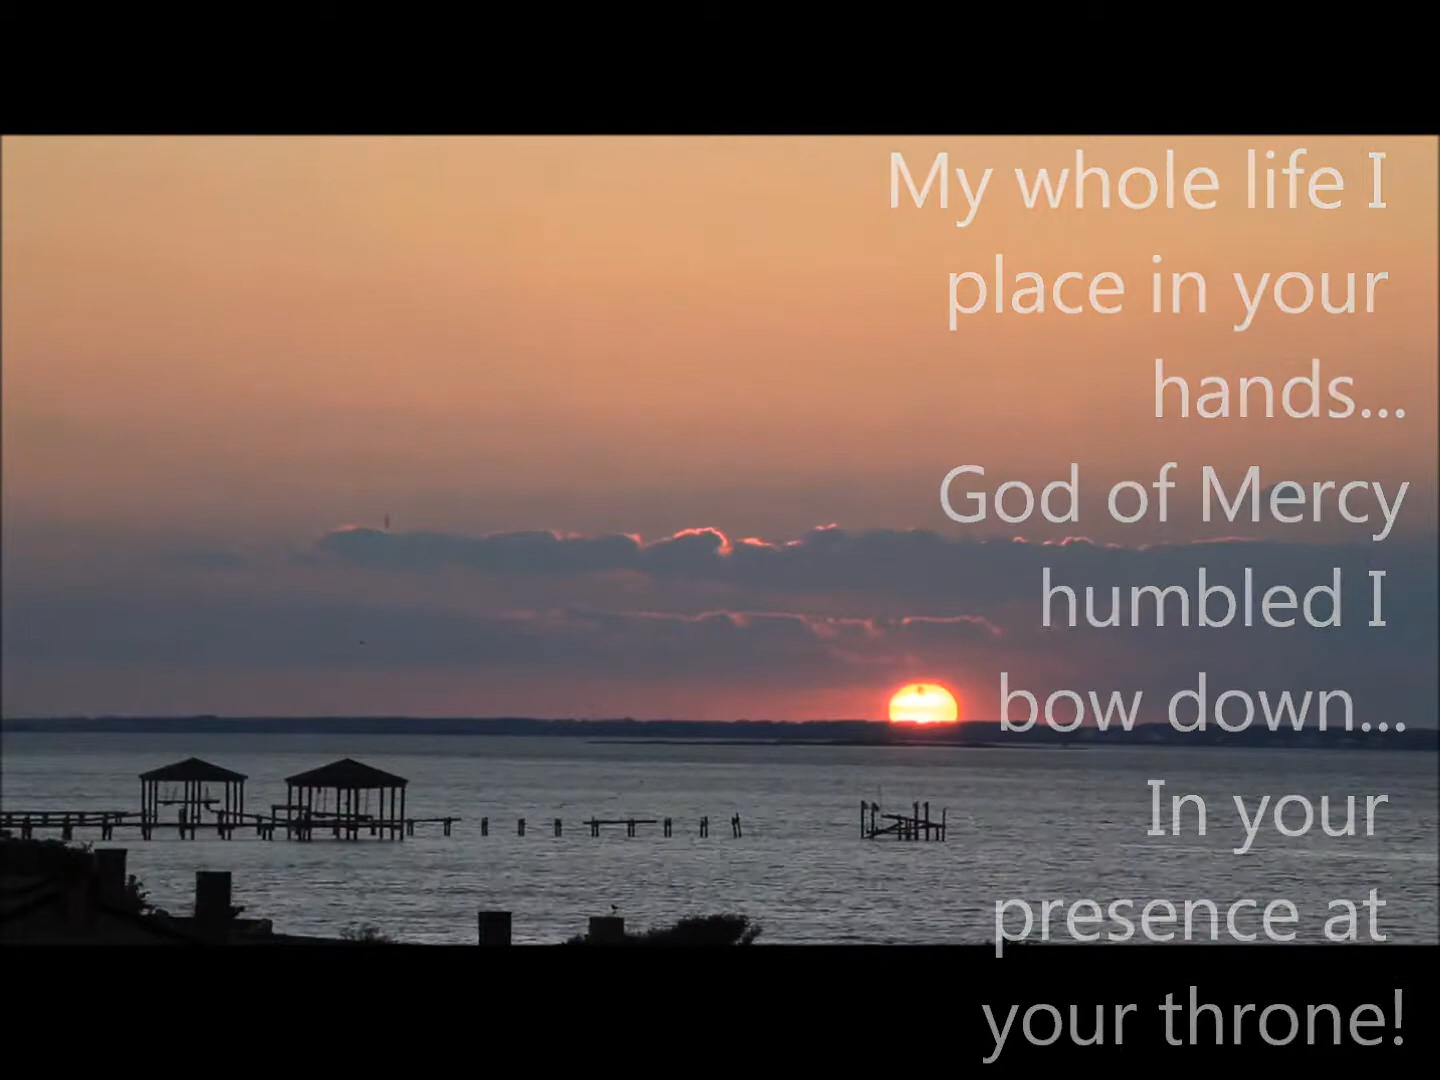 My whole life I
place in your
hands...
God of Mercy
humbled I
bow down...
In your
presence at
your throne!